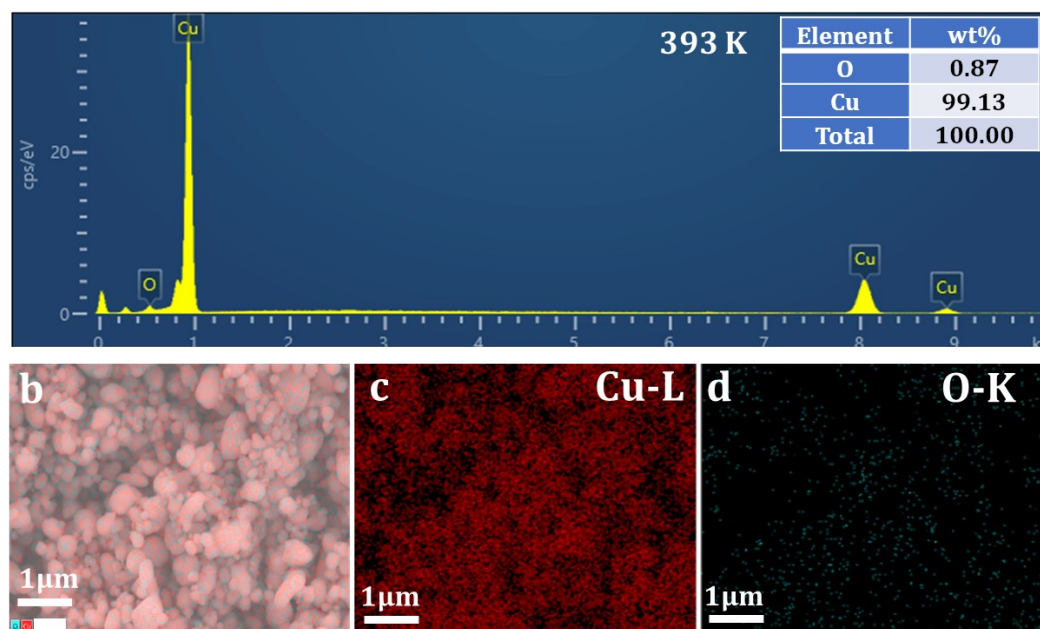 Cu
393 K
Element wt%
O 0.87
Cu 99.13
Total 100.00
cps/eV
20
0
O
Cu
Cu
0 1 2 3 4 5 6 7 8 9
b
1μm
O Cu
c
Cu-L
1μm
d
O-K
1μm